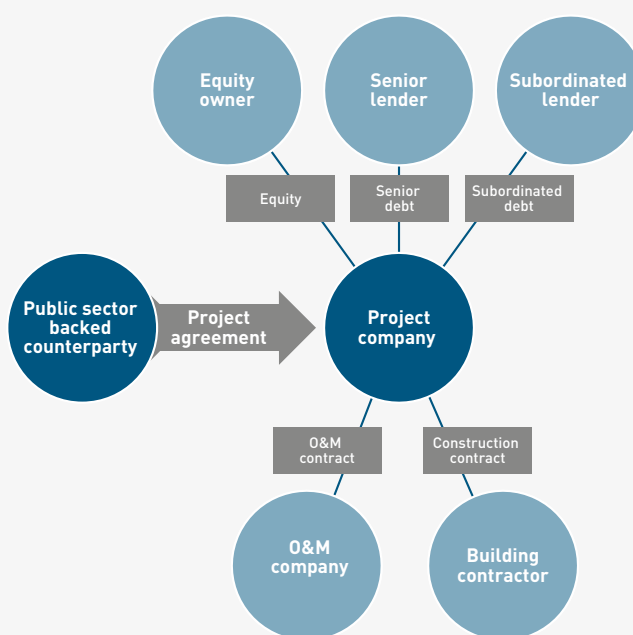 Equity
owner
Senior
lender
Subordinated
lender
Equity
Senior
debt
Subordinated
debt
Public sector
backed
counterparty
Project
agreement
Project
company
O&M
contract
Construction
contract
O&M
company
Building
contractor